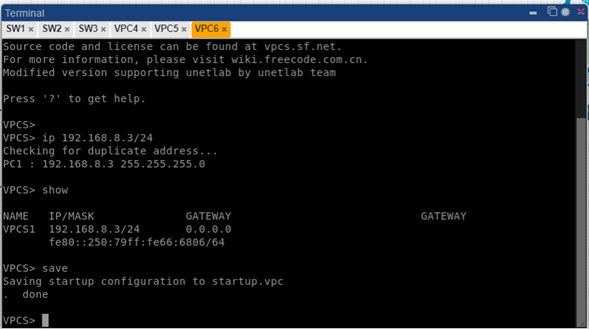 Terminal
SW1 × SW2 × SW3 × VPC4 × VPC5 × VPC6 ×
Source code and license can be found at vpcs.sf.net.
For more information, please visit wiki.freecode.com.cn.
Modified version supporting unetlab by unetlab team
Press '?' to get help.
VPCS>
VPCS> ip 192.168.8.3/24
Checking for duplicate address...
PC1 : 192.168.8.3 255.255.255.0
VPCS> show
NAME   IP/MASK              GATEWAY                             GATEWAY
VPCS1  192.168.8.3/24       0.0.0.0
       fe80::250:79ff:fe66:6806/64
VPCS> save
Saving startup configuration to startup.vpc
.  done
VPCS>